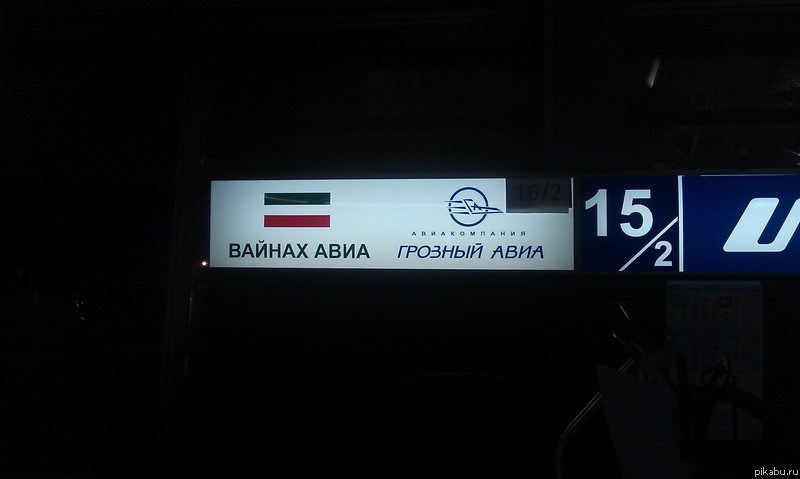 16/2
АВИАКОМПАНИЯ
ВАЙНАХ АВИА
ГРОЗНЫЙ АВИА
15/2
pikabu.ru